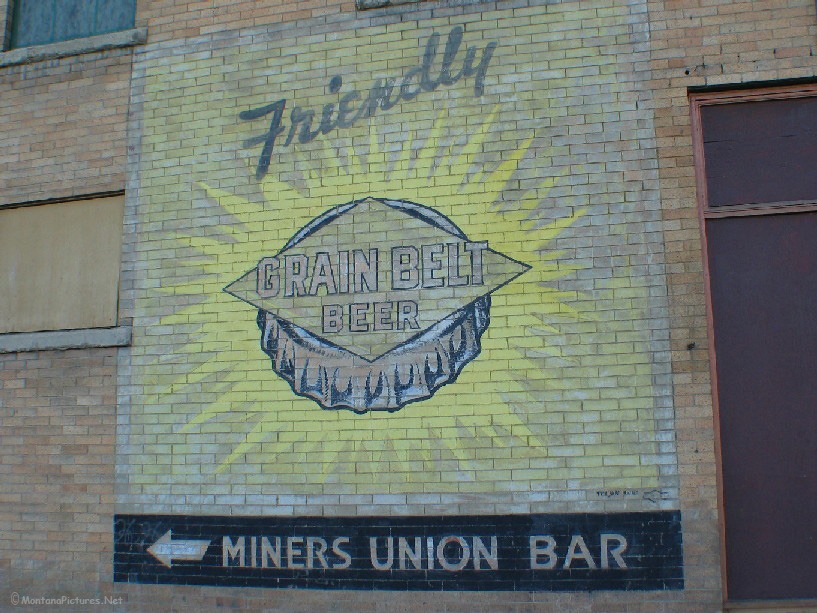 Friendly
GRAIN BELT
BEER
MINERS UNION BAR
© MontanaPictures.Net